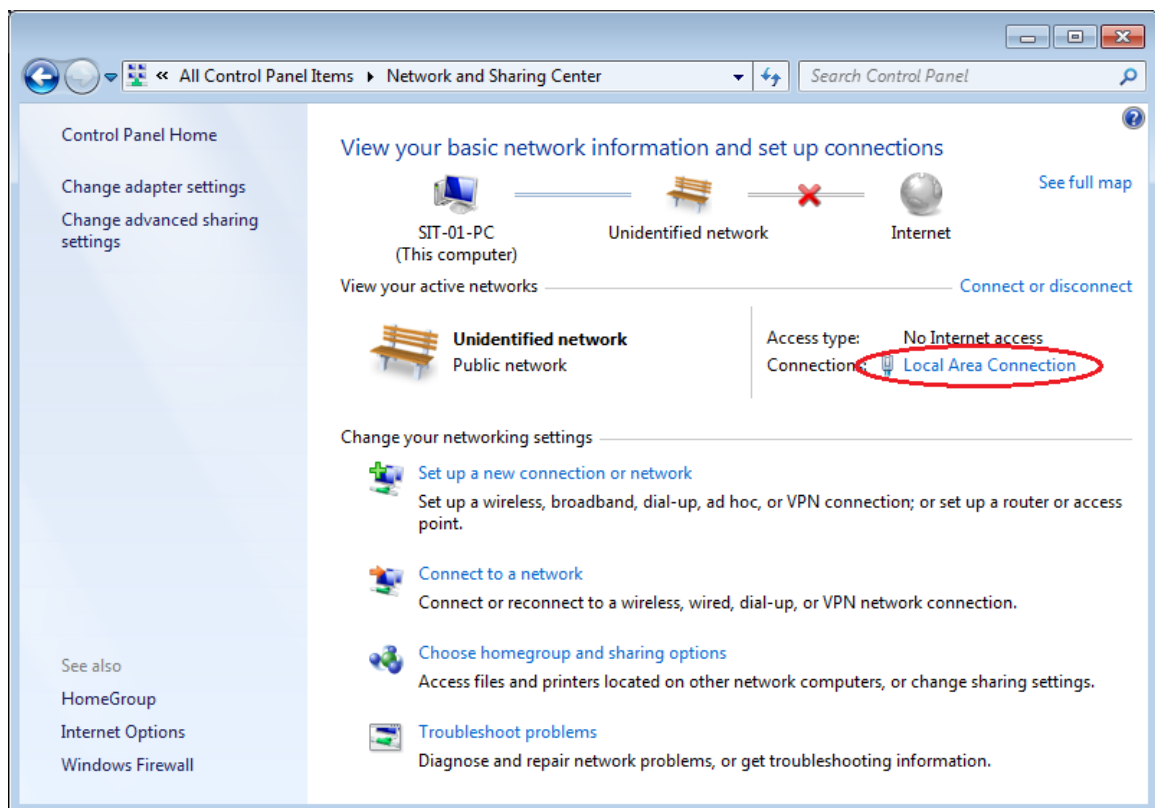 « All Control Panel Items ▸ Network and Sharing Center
Search Control Panel
Control Panel Home
Change adapter settings
Change advanced sharing
settings
View your basic network information and set up connections
See full map
SIT-01-PC
(This computer)
Unidentified network
Internet
View your active networks
Connect or disconnect
Unidentified network
Public network
Access type: No Internet access
Connections: Local Area Connection
Change your networking settings
Set up a new connection or network
Set up a wireless, broadband, dial-up, ad hoc, or VPN connection; or set up a router or access
point.
Connect to a network
Connect or reconnect to a wireless, wired, dial-up, or VPN network connection.
Choose homegroup and sharing options
Access files and printers located on other network computers, or change sharing settings.
Troubleshoot problems
Diagnose and repair network problems, or get troubleshooting information.
See also
HomeGroup
Internet Options
Windows Firewall